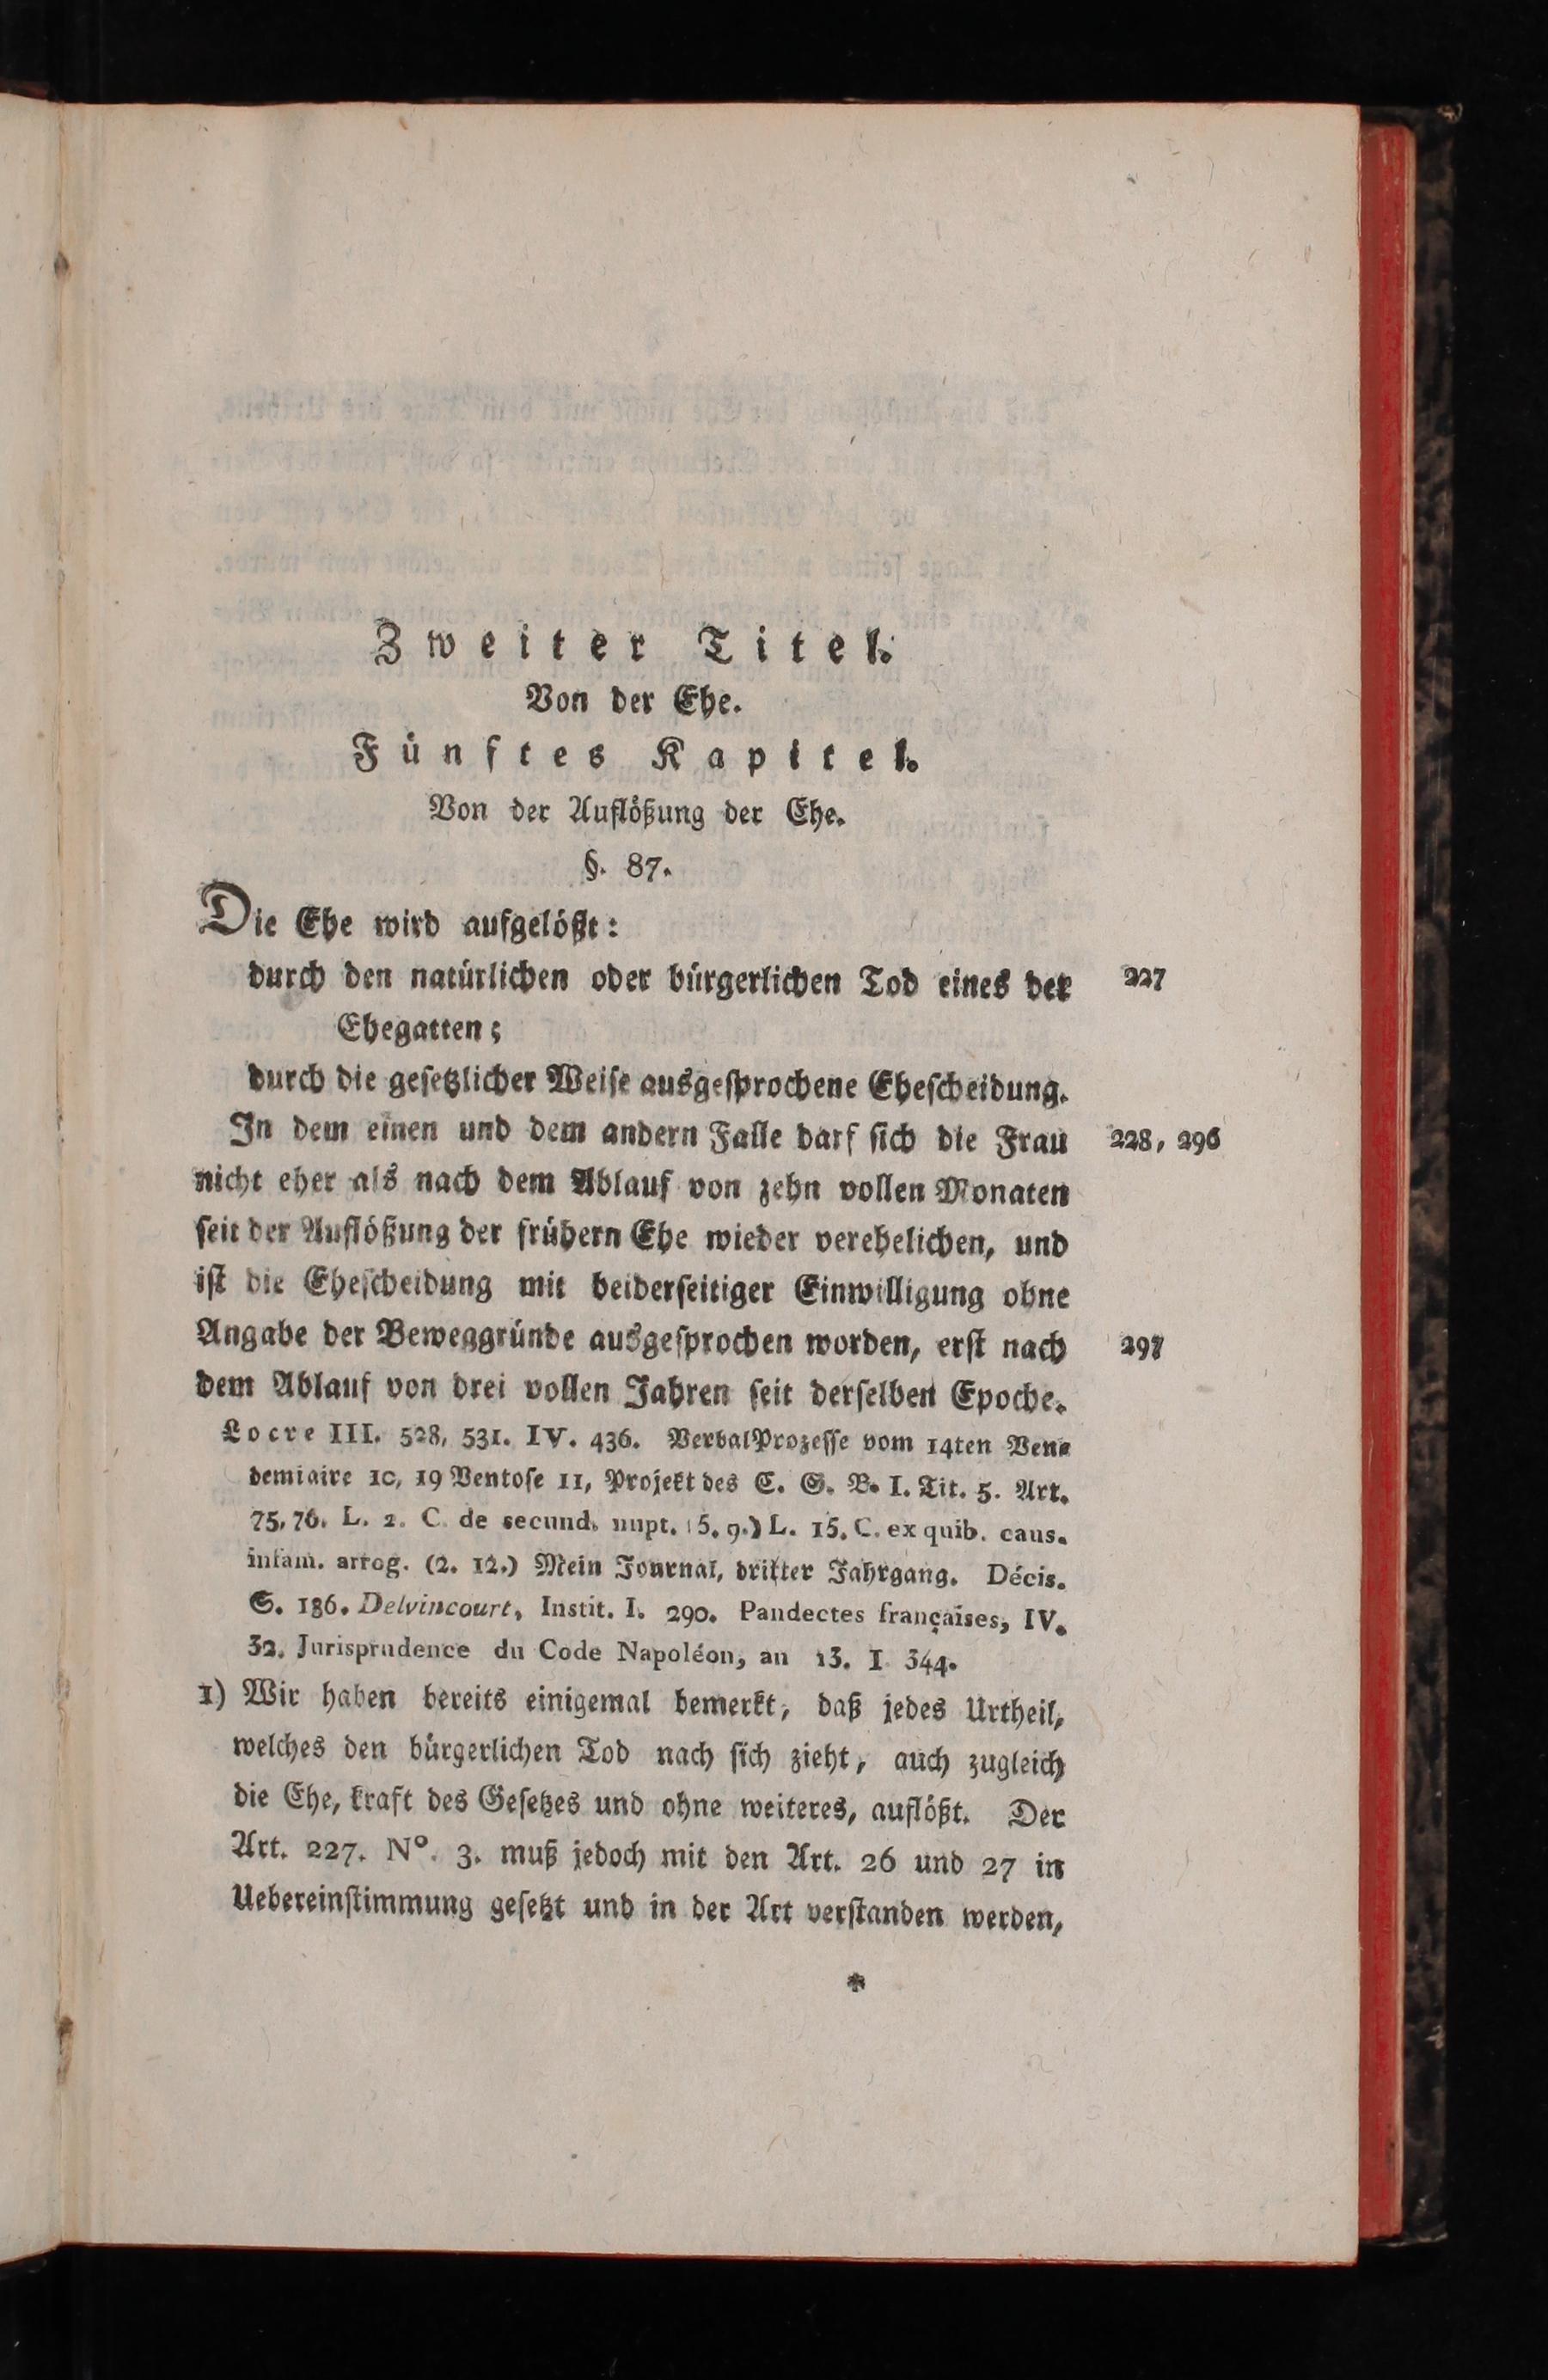 Zweiter Titel.
Von der Ehe.
Fünftes Kapitel.
Von der Auflößung der Ehe.
§. 87.
Die Ehe wird aufgelößt:
durch den natürlichen oder bürgerlichen Tod eines der 227
Ehegatten;
durch die geſetzlicher Weiſe ausgeſprochene Eheſcheidung.
In dem einen und dem andern Falle darf ſich die Frau 228, 296
nicht eher als nach dem Ablauf von zehn vollen Monaten
ſeit der Auflößung der frühern Ehe wieder verehelichen, und
iſt die Eheſcheidung mit beiderſeitiger Einwilligung ohne
Angabe der Beweggründe ausgeſprochen worden, erſt nach 297
dem Ablauf von drei vollen Jahren ſeit derſelben Epoche.
Locre III. 528, 531. IV. 436. VerbalProzeſſe vom 14ten Ven⸗
demiaire 10, 19 Ventoſe 11, Projekt des C. G. B. I. Tit. 5. Art.
75, 76. L. 2. C. de secund. nupt. (5. 9.) L. 15. C. ex quib. caus.
infam. arrog. (2. 12.) Mein Journal, dritter Jahrgang. Décis.
S. 186. Delvincourt, Instit. I. 290. Pandectes françaises, IV.
32. Jurisprudence du Code Napoléon, an 13. I 344.
1) Wir haben bereits einigemal bemerkt, daß jedes Urtheil,
welches den bürgerlichen Tod nach ſich zieht, auch zugleich
die Ehe, kraft des Geſetzes und ohne weiteres, auflößt. Der
Art. 227. N°. 3. muß jedoch mit den Art. 26 und 27 in
Uebereinſtimmung geſetzt und in der Art verſtanden werden,
*